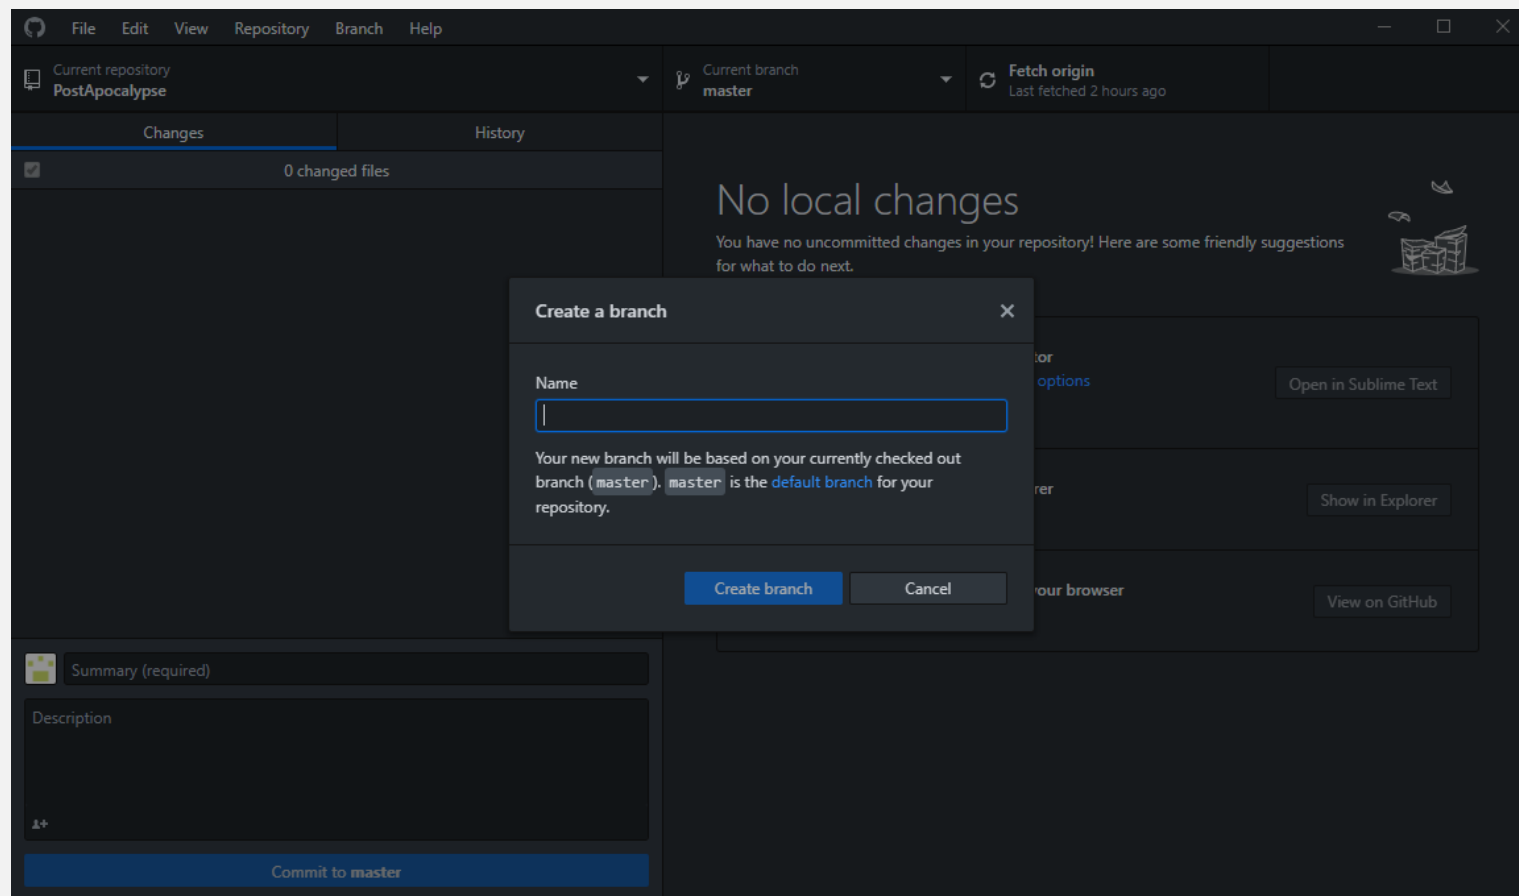 File Edit View Repository Branch Help
Current repository
PostApocalypse
Current branch
master
Fetch origin
Last fetched 2 hours ago
Changes
History
0 changed files
No local changes
You have no uncommitted changes in your repository! Here are some friendly suggestions
for what to do next.
Create a branch
Name
Your new branch will be based on your currently checked out
branch (master). master is the default branch for your
repository.
Create branch
Cancel
tor
options
Open in Sublime Text
rer
Show in Explorer
your browser
View on GitHub
Summary (required)
Description
Commit to master